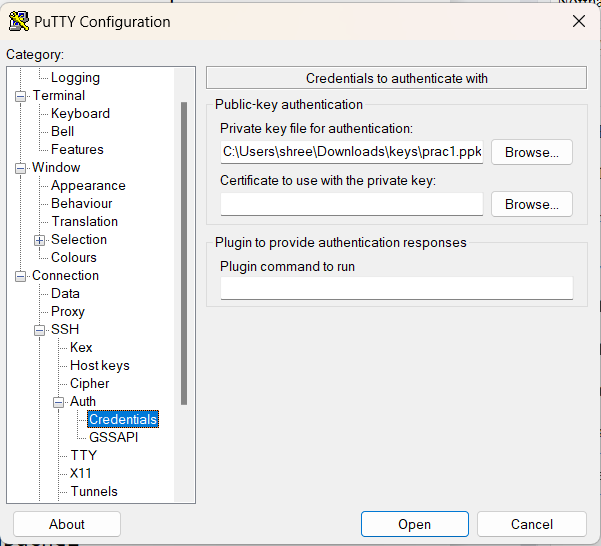 PuTTY Configuration
Category:
Logging
Terminal
Keyboard
Bell
Features
Window
Appearance
Behaviour
Translation
Selection
Colours
Connection
Data
Proxy
SSH
Kex
Host keys
Cipher
Auth
Credentials
GSSAPI
TTY
X11
Tunnels
Credentials to authenticate with
Public-key authentication
Private key file for authentication:
C:\Users\shree\Downloads\keys\prac1.ppk
Browse...
Certificate to use with the private key:
Browse...
Plugin to provide authentication responses
Plugin command to run
About
Open
Cancel